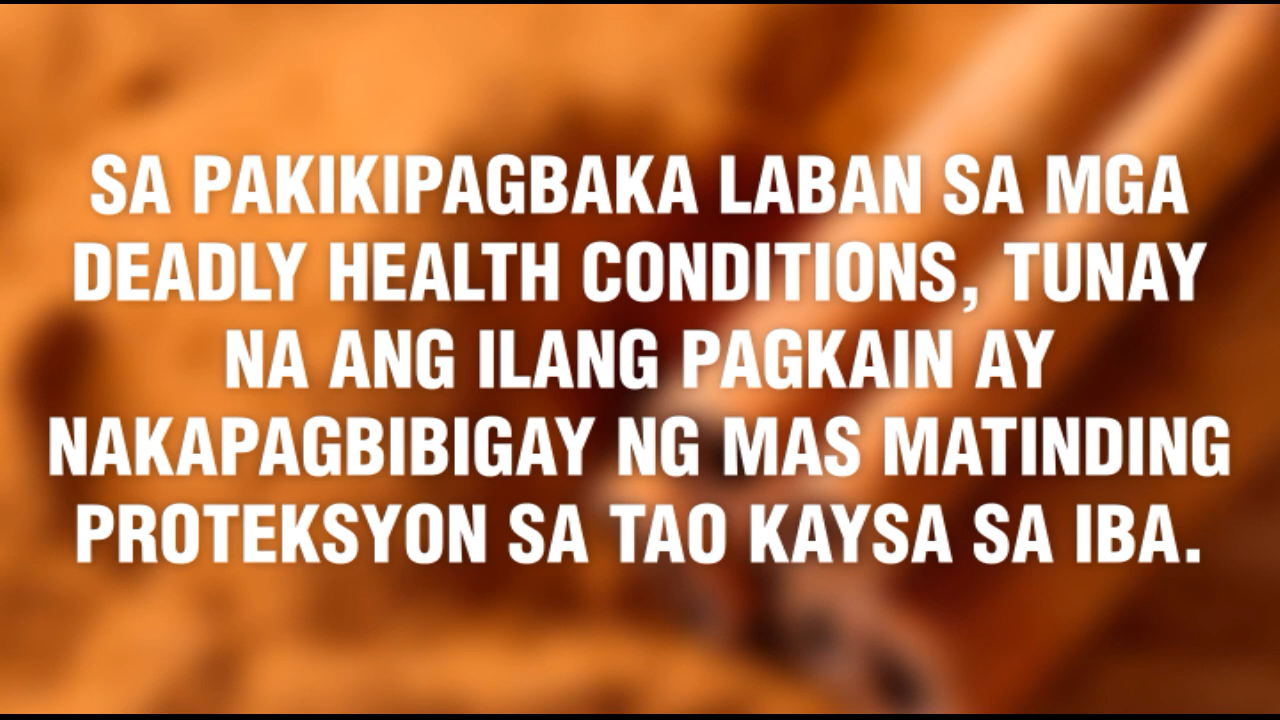 SA PAKIKIPAGBAKA LABAN SA MGA
DEADLY HEALTH CONDITIONS, TUNAY
NA ANG ILANG PAGKAIN AY
NAKAPAGBIBIGAY NG MAS MATINDING
PROTEKSYON SA TAO KAYSA SA IBA.